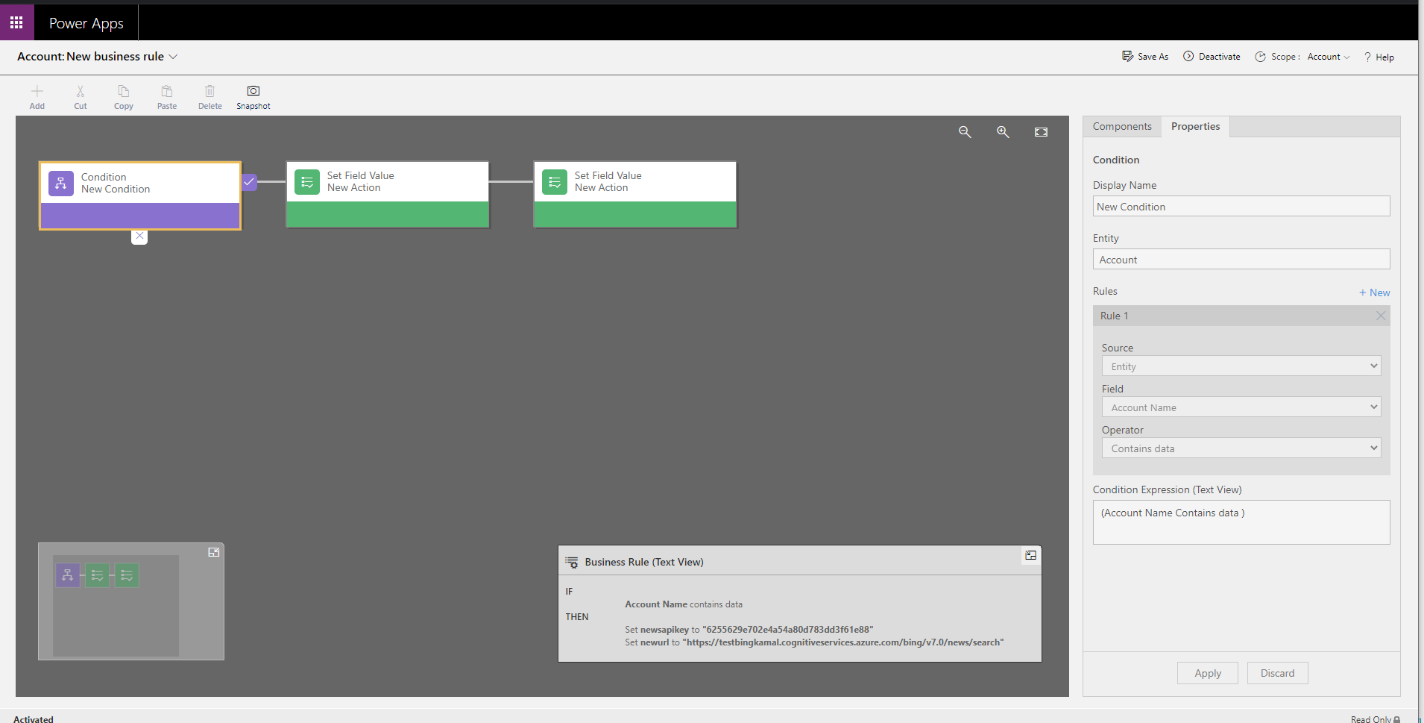 Power Apps
Account: New business rule
Save As Deactivate Scope : Account ? Help
Add Cut Copy Paste Delete Snapshot
Condition
New Condition
Set Field Value
New Action
Set Field Value
New Action
Business Rule (Text View)
IF
Account Name contains data
THEN
Set newsapikey to "6255629e702e4a54a80d783dd3f61e88"
Set newurl to "https://testbingkamal.cognitiveservices.azure.com/bing/v7.0/news/search"
Components Properties
Condition
Display Name
New Condition
Entity
Account
Rules + New
Rule 1
Source
Entity
Field
Account Name
Operator
Contains data
Condition Expression (Text View)
(Account Name Contains data )
Apply Discard
Activated Read Only